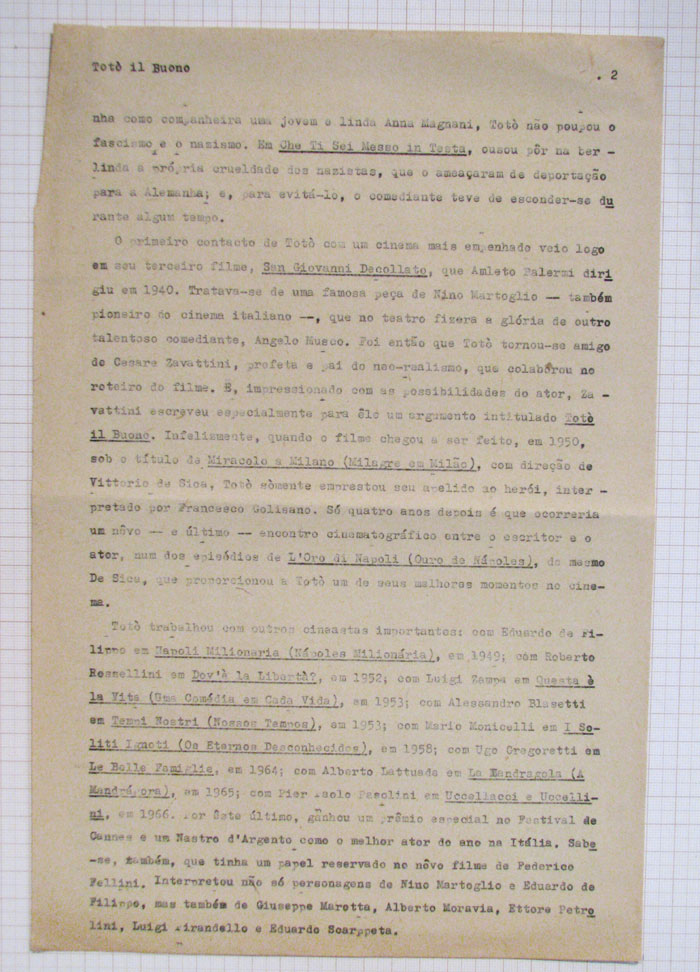 Totò il Buono
. 2
nha como companheira uma jovem e linda Anna Magnani, Totò não poupou o
fascismo e o nazismo. Em Che Ti Sei Messo in Testa, ousou pôr na ber -
linda a própria crueldade dos nazistas, que o ameaçaram de deportação
para a Alemanha; e, para evitá-lo, o comediante teve de esconder-se du
rante algum tempo.
O primeiro contacto de Totò com um cinema mais empenhado veio logo
em seu terceiro filme, San Giovanni Decollato, que Amleto Palermi diri
giu em 1940. Tratava-se de uma famosa peça de Nino Martoglio — também
pioneiro do cinema italiano —, que no teatro fizera a glória de outro
talentoso comediante, Angelo Musco. Foi então que Totò tornou-se amigo
de Cesare Zavattini, profeta e pai do neo-realismo, que colaborou no
roteiro do filme. E, impressionado com as possibilidades do ator, Za -
vattini escreveu especialmente para êle um argumento intitulado Totò
il Buono. Infelizmente, quando o filme chegou a ser feito, em 1950,
sob o título de Miracolo a Milano (Milagre em Milão), com direção de
Vittorio de Sica, Totò sòmente emprestou seu apelido ao herói, inter -
pretado por Francesco Golisano. Só quatro anos depois é que ocorreria
um nôvo -- e último -- encontro cinematográfico entre o escritor e o
ator, num dos episódios de L'Oro di Napoli (Ouro de Nápoles), do mesmo
De Sica, que proporcionou a Totò um de seus melhores momentos no cine-
ma.
Totò trabalhou com outros cineastas importantes: com Eduardo de Fi-
lippo em Napoli Milionaria (Nápoles Milionária), em 1949; com Roberto
Rossellini em Dov'è la Libertà?, em 1952; com Luigi Zampa em Questa è
la Vita (Uma Comédia em Cada Vida), em 1953; com Alessandro Blasetti
em Tempi Nostri (Nossos Tempos), em 1953; com Mario Monicelli em I So-
liti Ignoti (Os Eternos Desconhecidos), em 1958; com Ugo Gregoretti em
Le Belle Famiglie, em 1964; com Alberto Lattuada em La Mandragola (A
Mandrágora), em 1965; com Pier Paolo Pasolini em Uccellacci e Uccelli-
ni, em 1966. Por êste último, ganhou um prêmio especial no Festival de
Cannes e um Nastro d'Argento como o melhor ator do ano na Itália. Sabe
-se, também, que tinha um papel reservado no nôvo filme de Federico
Fellini. Interpretou não só personagens de Nino Martoglio e Eduardo de
Filippo, mas também de Giuseppe Marotta, Alberto Moravia, Ettore Petro
lini, Luigi Pirandello e Eduardo Scarppeta.